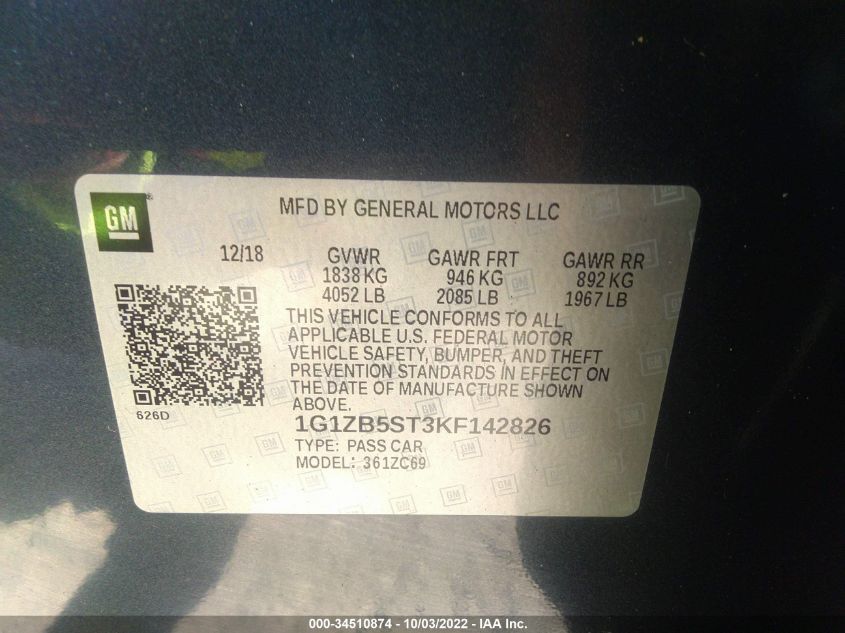 GM
MFD BY GENERAL MOTORS LLC
12/18 GVWR GAWR FRT GAWR RR
1838 KG 946 KG 892 KG
4052 LB 2085 LB 1967 LB
THIS VEHICLE CONFORMS TO ALL
APPLICABLE U.S. FEDERAL MOTOR
VEHICLE SAFETY, BUMPER, AND THEFT
PREVENTION STANDARDS IN EFFECT ON
THE DATE OF MANUFACTURE SHOWN
ABOVE.
626D
1G1ZB5ST3KF142826
TYPE: PASS CAR
MODEL: 361ZC69
000-34510874 - 10/03/2022 - IAA Inc.